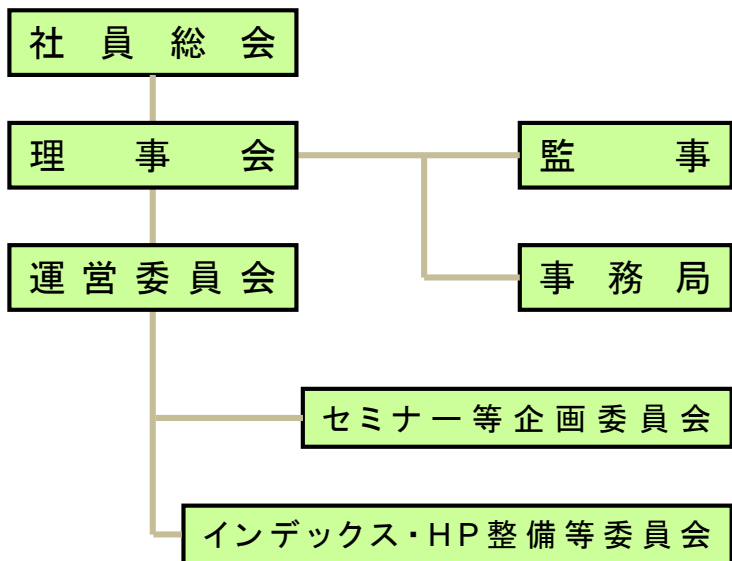 社員総会
理事会
監事
運営委員会
事務局
セミナー等企画委員会
インデックス・HP整備等委員会